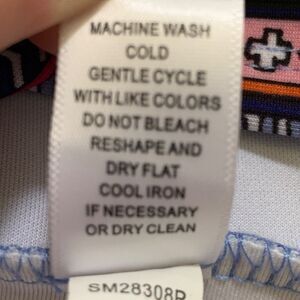 MACHINE WASH
COLD
GENTLE CYCLE
WITH LIKE COLORS
DO NOT BLEACH
RESHAPE AND
DRY FLAT
COOL IRON
IF NECESSARY
OR DRY CLEAN
SM28308P